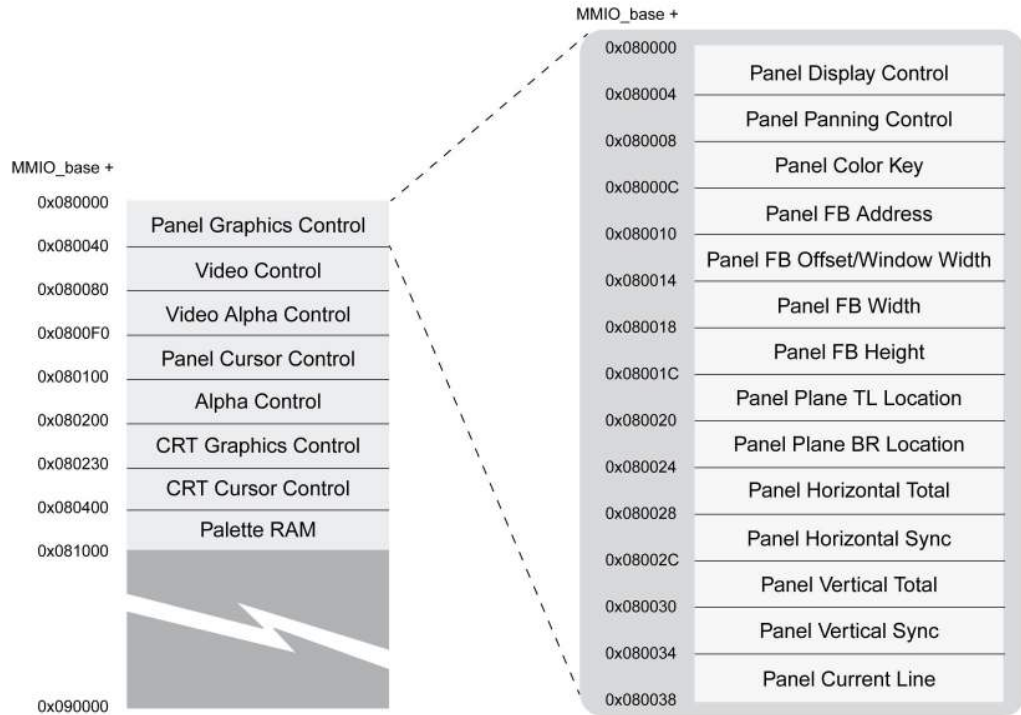 MMIO_base +
0x080000
Panel Graphics Control
0x080040
Video Control
0x080080
Video Alpha Control
0x0800F0
Panel Cursor Control
0x080100
Alpha Control
0x080200
CRT Graphics Control
0x080230
CRT Cursor Control
0x080400
Palette RAM
0x081000
0x090000
MMIO_base +
0x080000
Panel Display Control
0x080004
Panel Panning Control
0x080008
Panel Color Key
0x08000C
Panel FB Address
0x080010
Panel FB Offset/Window Width
0x080014
Panel FB Width
0x080018
Panel FB Height
0x08001C
Panel Plane TL Location
0x080020
Panel Plane BR Location
0x080024
Panel Horizontal Total
0x080028
Panel Horizontal Sync
0x08002C
Panel Vertical Total
0x080030
Panel Vertical Sync
0x080034
Panel Current Line
0x080038